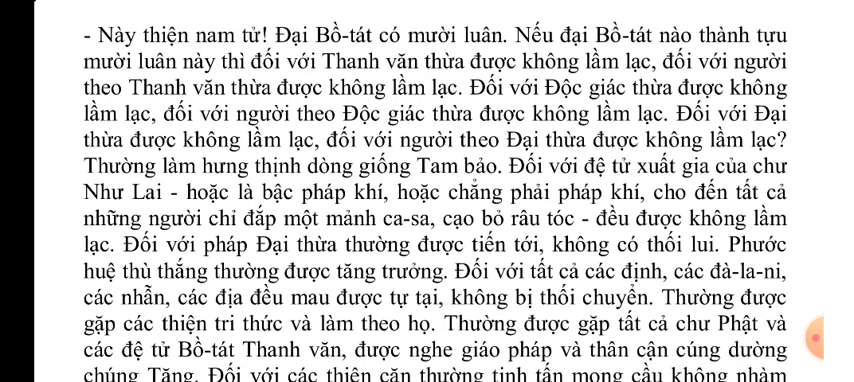 - Này thiện nam tử! Đại Bồ-tát có mười luân. Nếu đại Bồ-tát nào thành tựu
mười luân này thì đối với Thanh văn thừa được không lầm lạc, đối với người
theo Thanh văn thừa được không lầm lạc. Đối với Độc giác thừa được không
lầm lạc, đối với người theo Độc giác thừa được không lầm lạc. Đối với Đại
thừa được không lầm lạc, đối với người theo Đại thừa được không lầm lạc?
Thường làm hưng thịnh dòng giống Tam bảo. Đối với đệ tử xuất gia của chư
Như Lai - hoặc là bậc pháp khí, hoặc chẳng phải pháp khí, cho đến tất cả
những người chỉ đắp một mảnh ca-sa, cạo bỏ râu tóc - đều được không lầm
lạc. Đối với pháp Đại thừa thường được tiến tới, không có thối lui. Phước
huệ thù thắng thường được tăng trưởng. Đối với tất cả các định, các đà-la-ni,
các nhẫn, các địa đều mau được tự tại, không bị thối chuyển. Thường được
gặp các thiện tri thức và làm theo họ. Thường được gặp tất cả chư Phật và
các đệ tử Bồ-tát Thanh văn, được nghe giáo pháp và thân cận cúng dường
chúng Tăng. Đối với các thiện căn thường tinh tấn mong cầu không nhàm